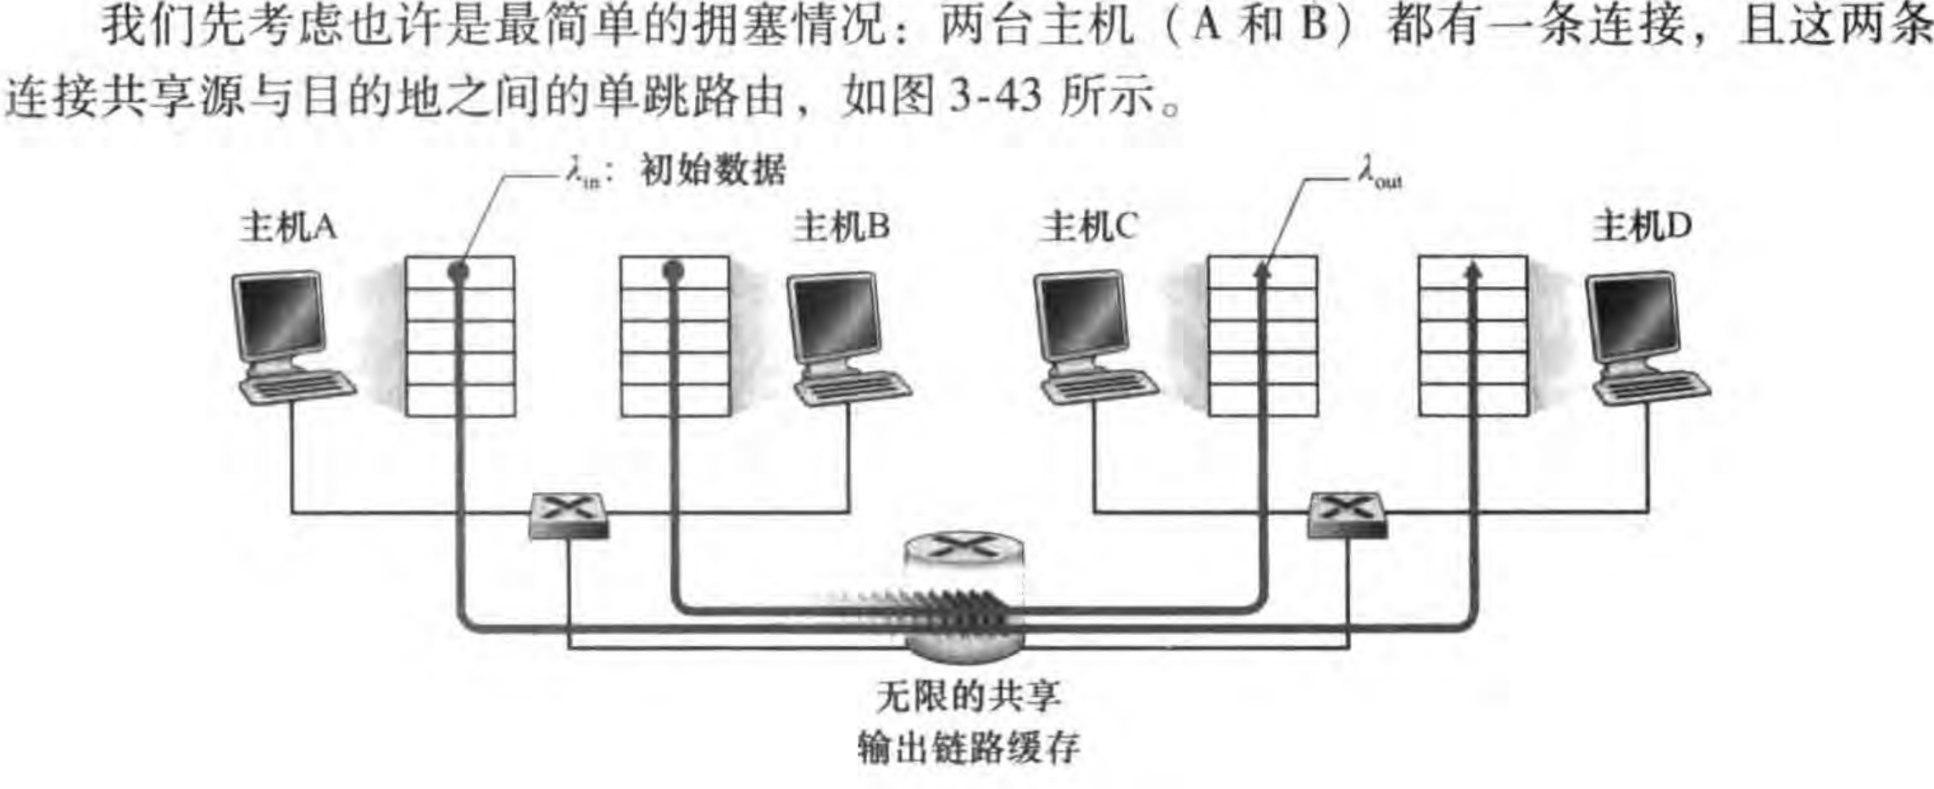 我们先考虑也许是最简单的拥塞情况：两台主机（A 和 B）都有一条连接，且这两条
连接共享源与目的地之间的单跳路由，如图 3-43 所示。
λin：初始数据
λout
主机A
主机B
主机C
主机D
无限的共享
输出链路缓存